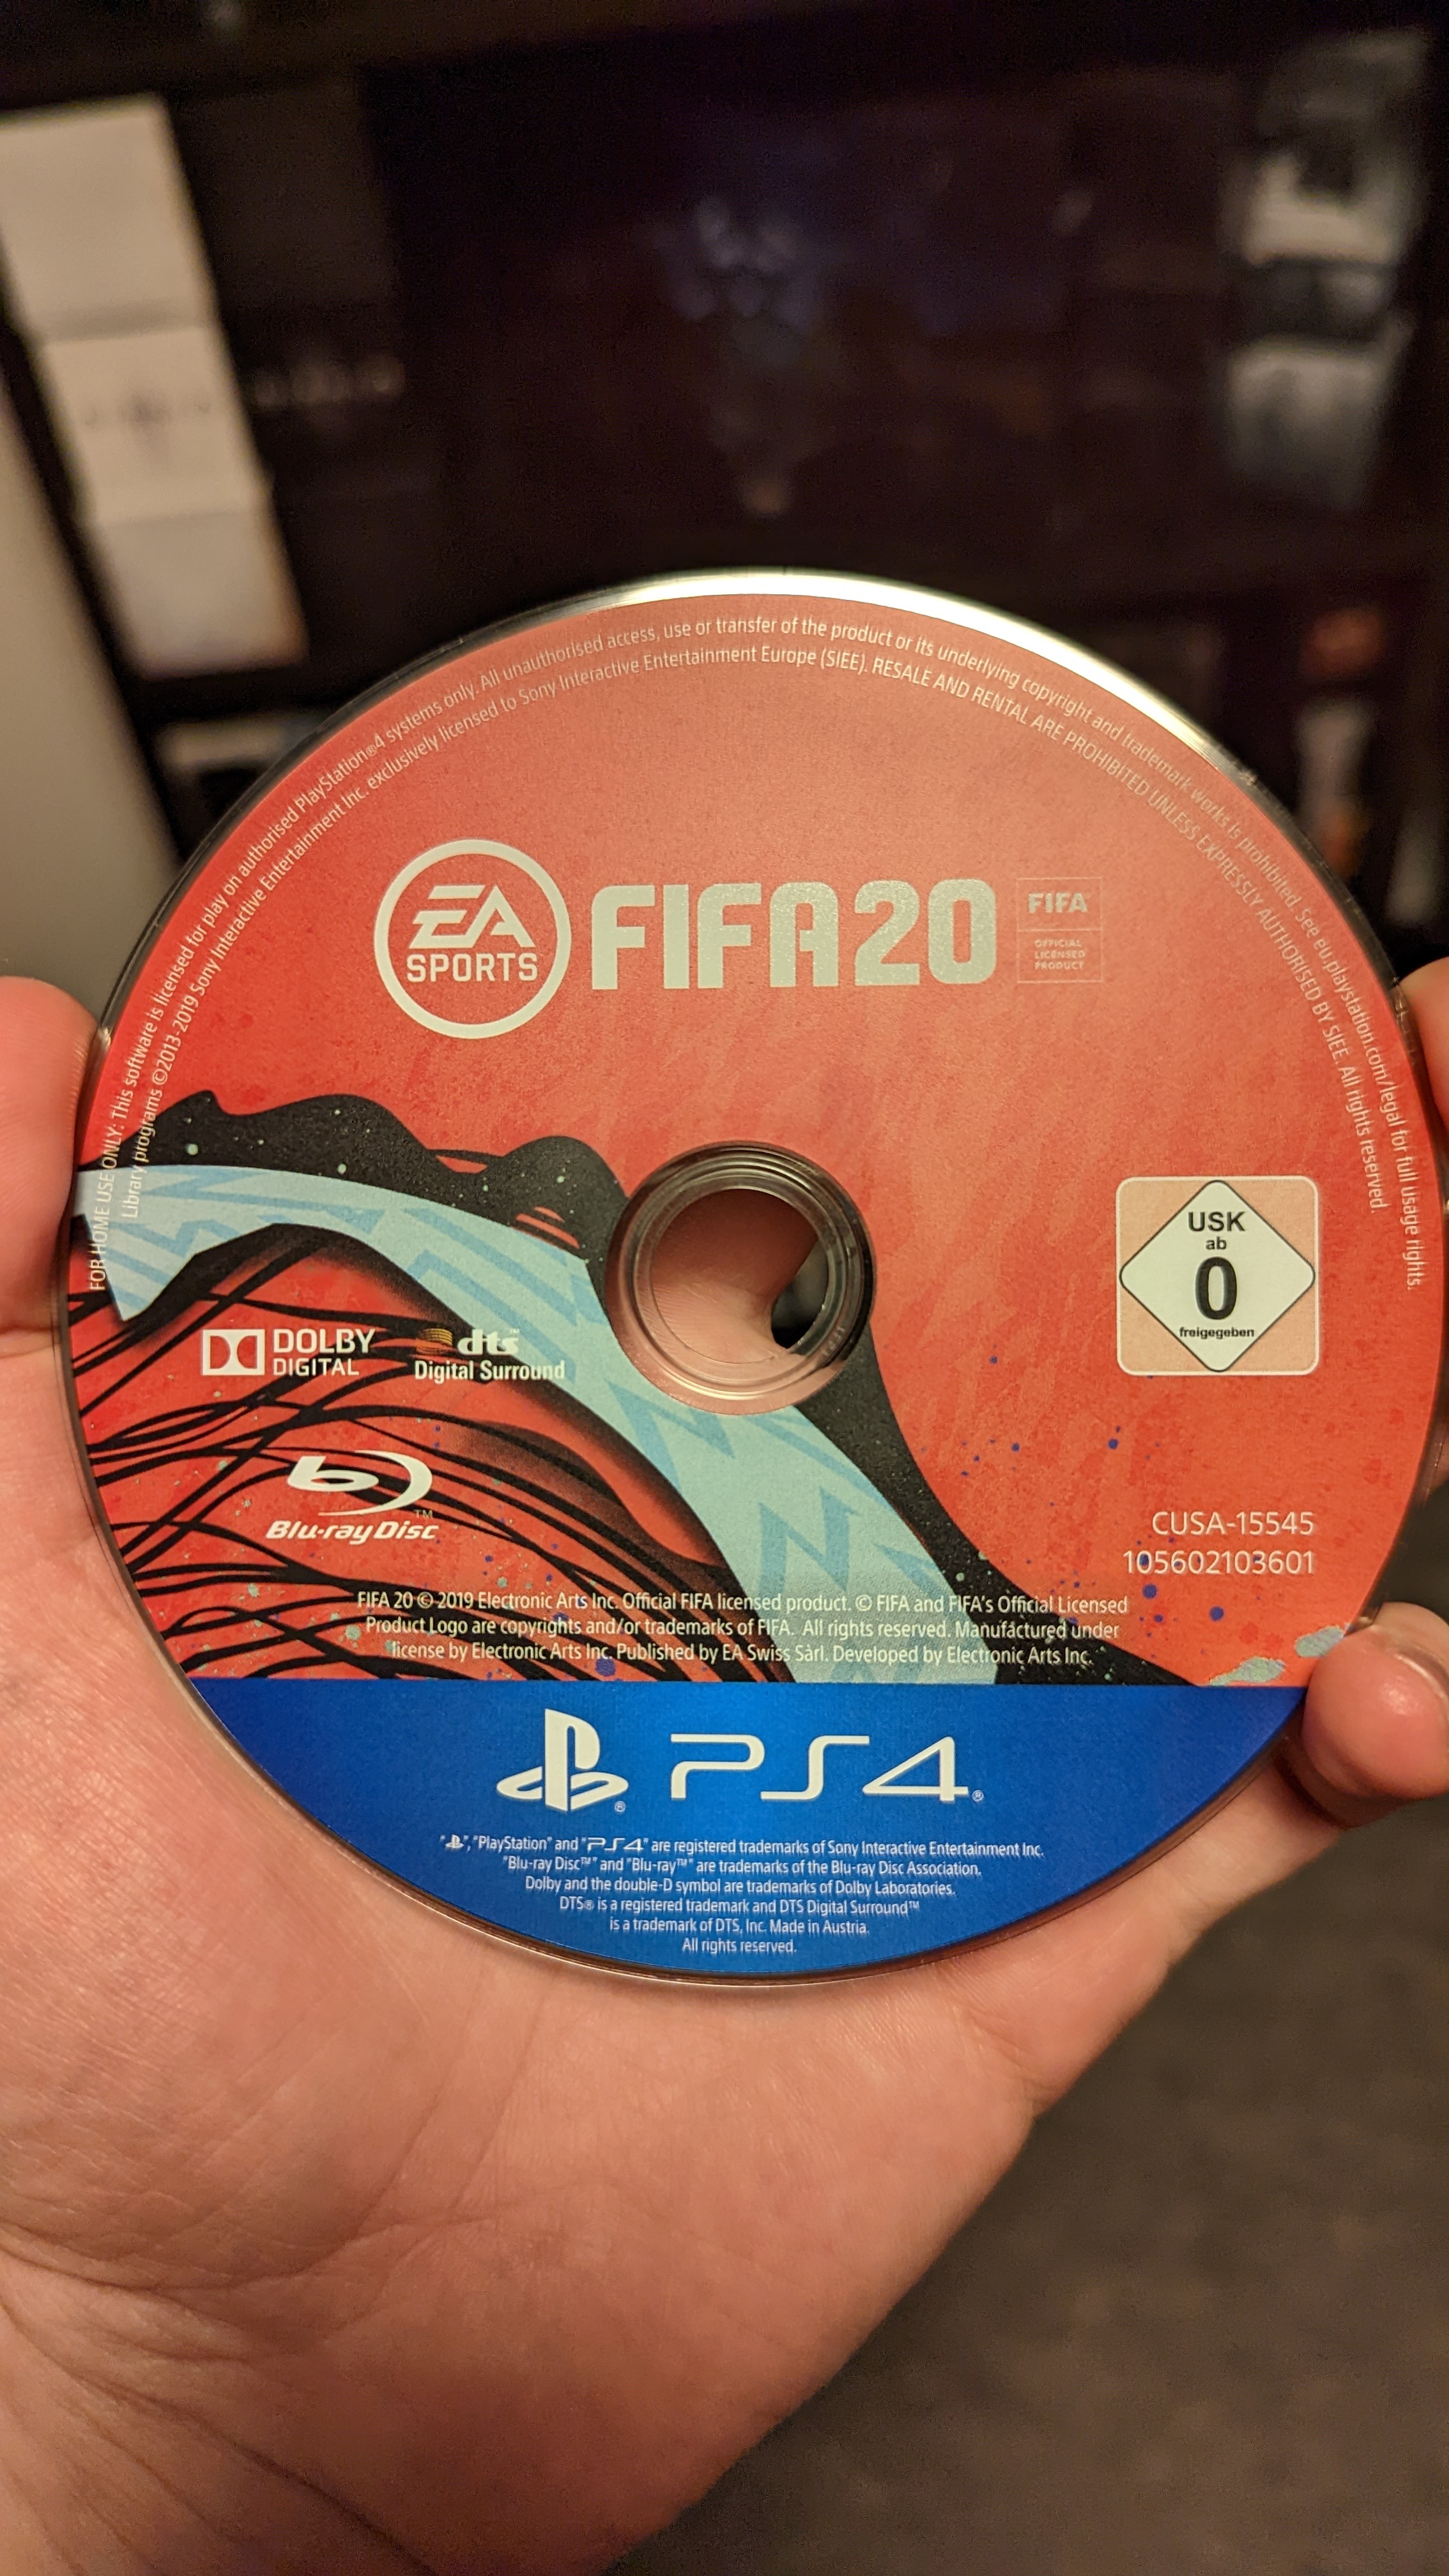 FOR HOME USE ONLY: This software is licensed for play on authorised PlayStation®4 systems only. All unauthorised access, use or transfer of the product or its underlying copyright and trademark works is prohibited. See eu.playstation.com/legal for full usage rights.
Library programs ©2013-2019 Sony Interactive Entertainment Inc. exclusively licensed to Sony Interactive Entertainment Europe (SIEE). RESALE AND RENTAL ARE PROHIBITED UNLESS EXPRESSLY AUTHORISED BY SIEE. All rights reserved.
EA
SPORTS
FIFA 20
FIFA
OFFICIAL
LICENSED
PRODUCT
USK
ab
0
freigegeben
DOLBY
DIGITAL
dts™
Digital Surround
Blu-ray Disc™
CUSA-15545
105602103601
FIFA 20 © 2019 Electronic Arts Inc. Official FIFA licensed product. © FIFA and FIFA's Official Licensed
Product Logo are copyrights and/or trademarks of FIFA. All rights reserved. Manufactured under
license by Electronic Arts Inc. Published by EA Swiss Sàrl. Developed by Electronic Arts Inc.
PS4®
"PlayStation" and "PS4" are registered trademarks of Sony Interactive Entertainment Inc.
"Blu-ray Disc™" and "Blu-ray™" are trademarks of the Blu-ray Disc Association.
Dolby and the double-D symbol are trademarks of Dolby Laboratories.
DTS® is a registered trademark and DTS Digital Surround™
is a trademark of DTS, Inc. Made in Austria.
All rights reserved.